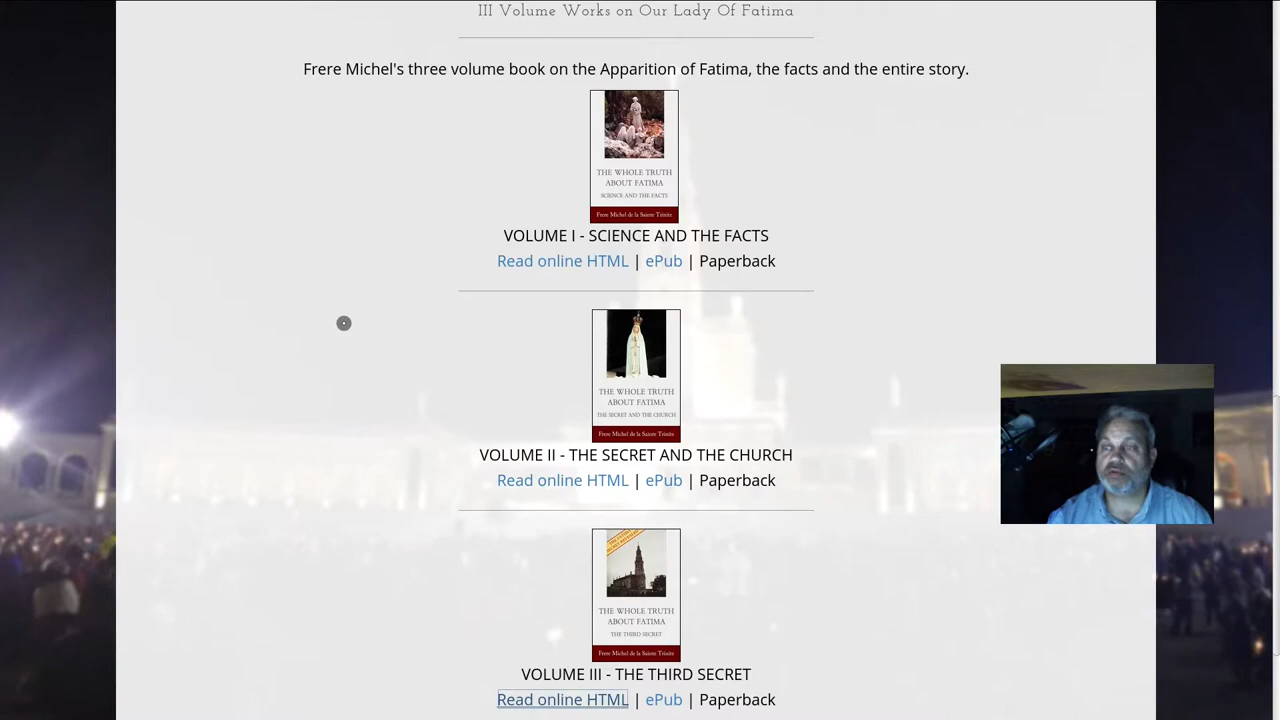 III Volume Works on Our Lady Of Fatima
Frere Michel's three volume book on the Apparition of Fatima, the facts and the entire story.
THE WHOLE TRUTH
ABOUT FATIMA
SCIENCE AND THE FACTS
Frere Michel de la Sainte Trinite
VOLUME I - SCIENCE AND THE FACTS
Read online HTML | ePub | Paperback
THE WHOLE TRUTH
ABOUT FATIMA
THE SECRET AND THE CHURCH
Frere Michel de la Sainte Trinite
VOLUME II - THE SECRET AND THE CHURCH
Read online HTML | ePub | Paperback
THE WHOLE TRUTH
ABOUT FATIMA
THE THIRD SECRET
Frere Michel de la Sainte Trinite
VOLUME III - THE THIRD SECRET
Read online HTML | ePub | Paperback